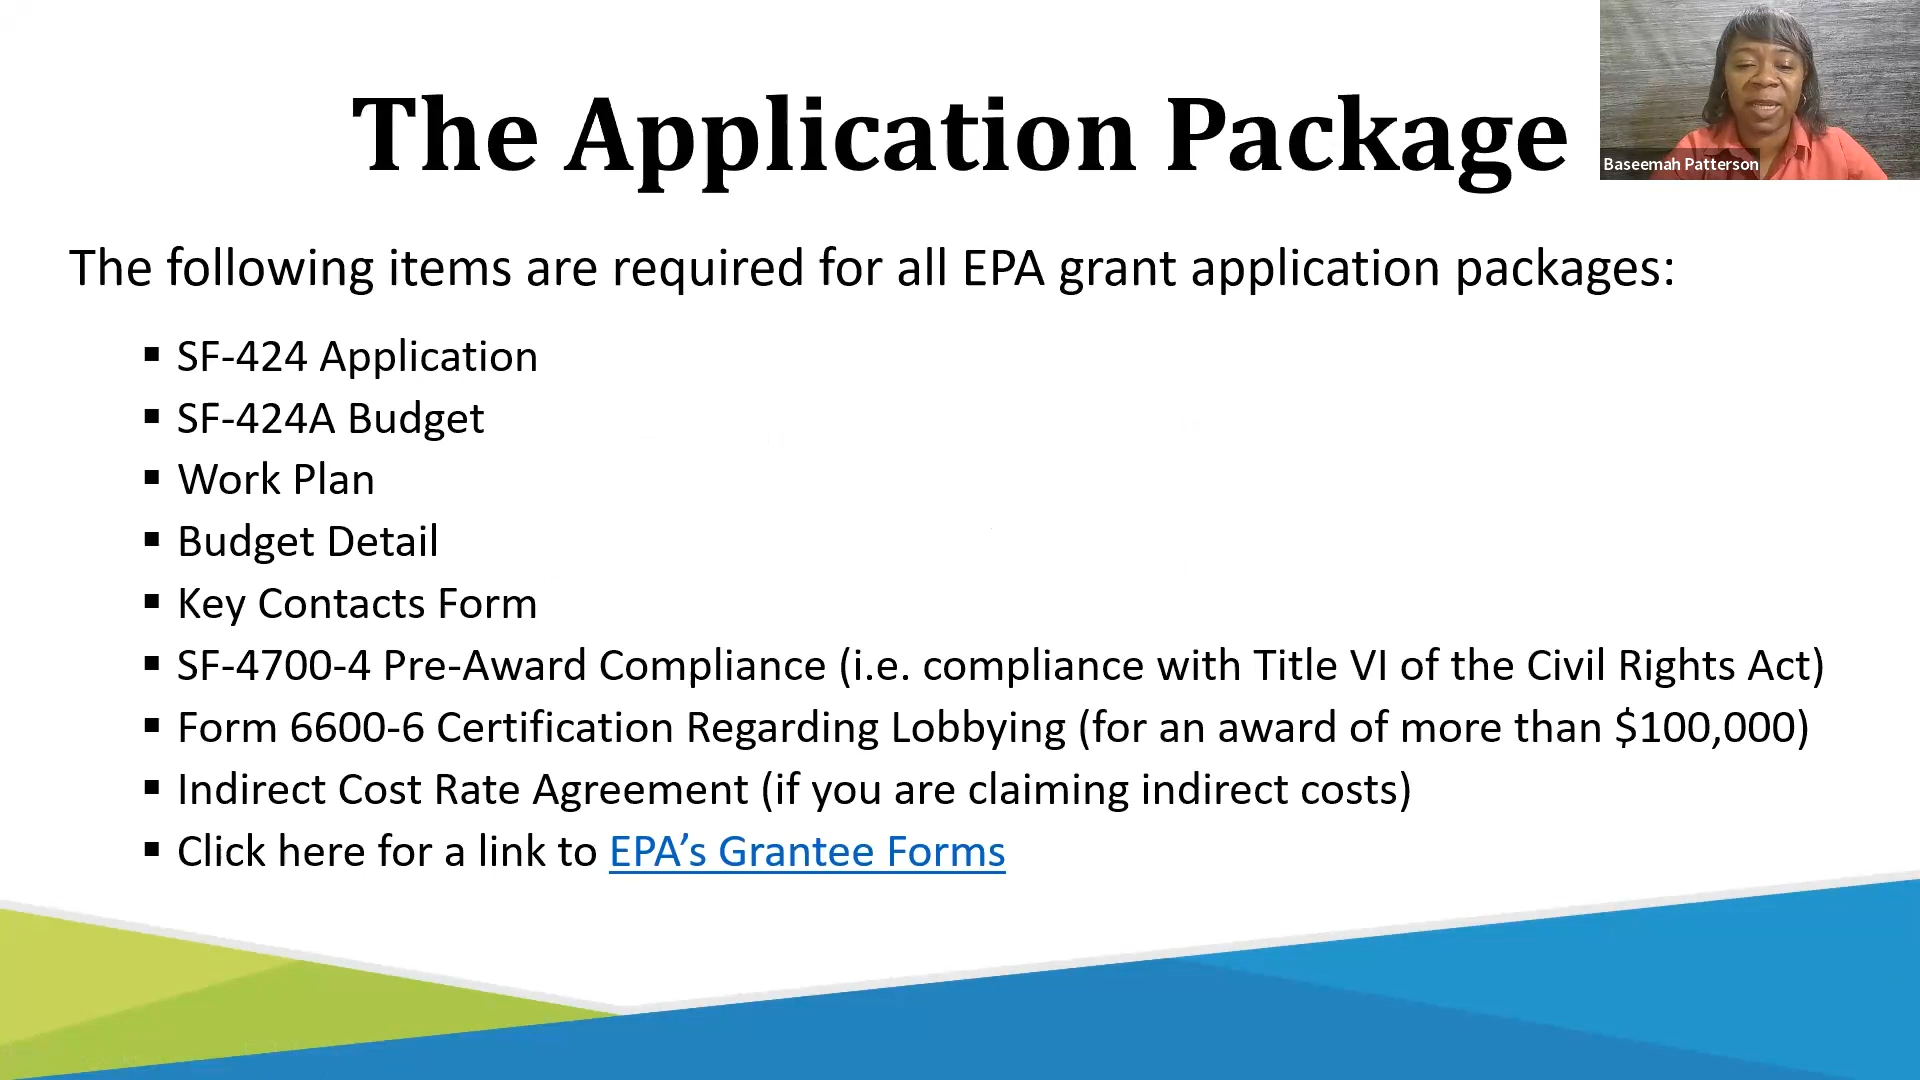 The Application Package
Baseemah Patterson
The following items are required for all EPA grant application packages:
▪ SF-424 Application
▪ SF-424A Budget
▪ Work Plan
▪ Budget Detail
▪ Key Contacts Form
▪ SF-4700-4 Pre-Award Compliance (i.e. compliance with Title VI of the Civil Rights Act)
▪ Form 6600-6 Certification Regarding Lobbying (for an award of more than $100,000)
▪ Indirect Cost Rate Agreement (if you are claiming indirect costs)
▪ Click here for a link to EPA’s Grantee Forms